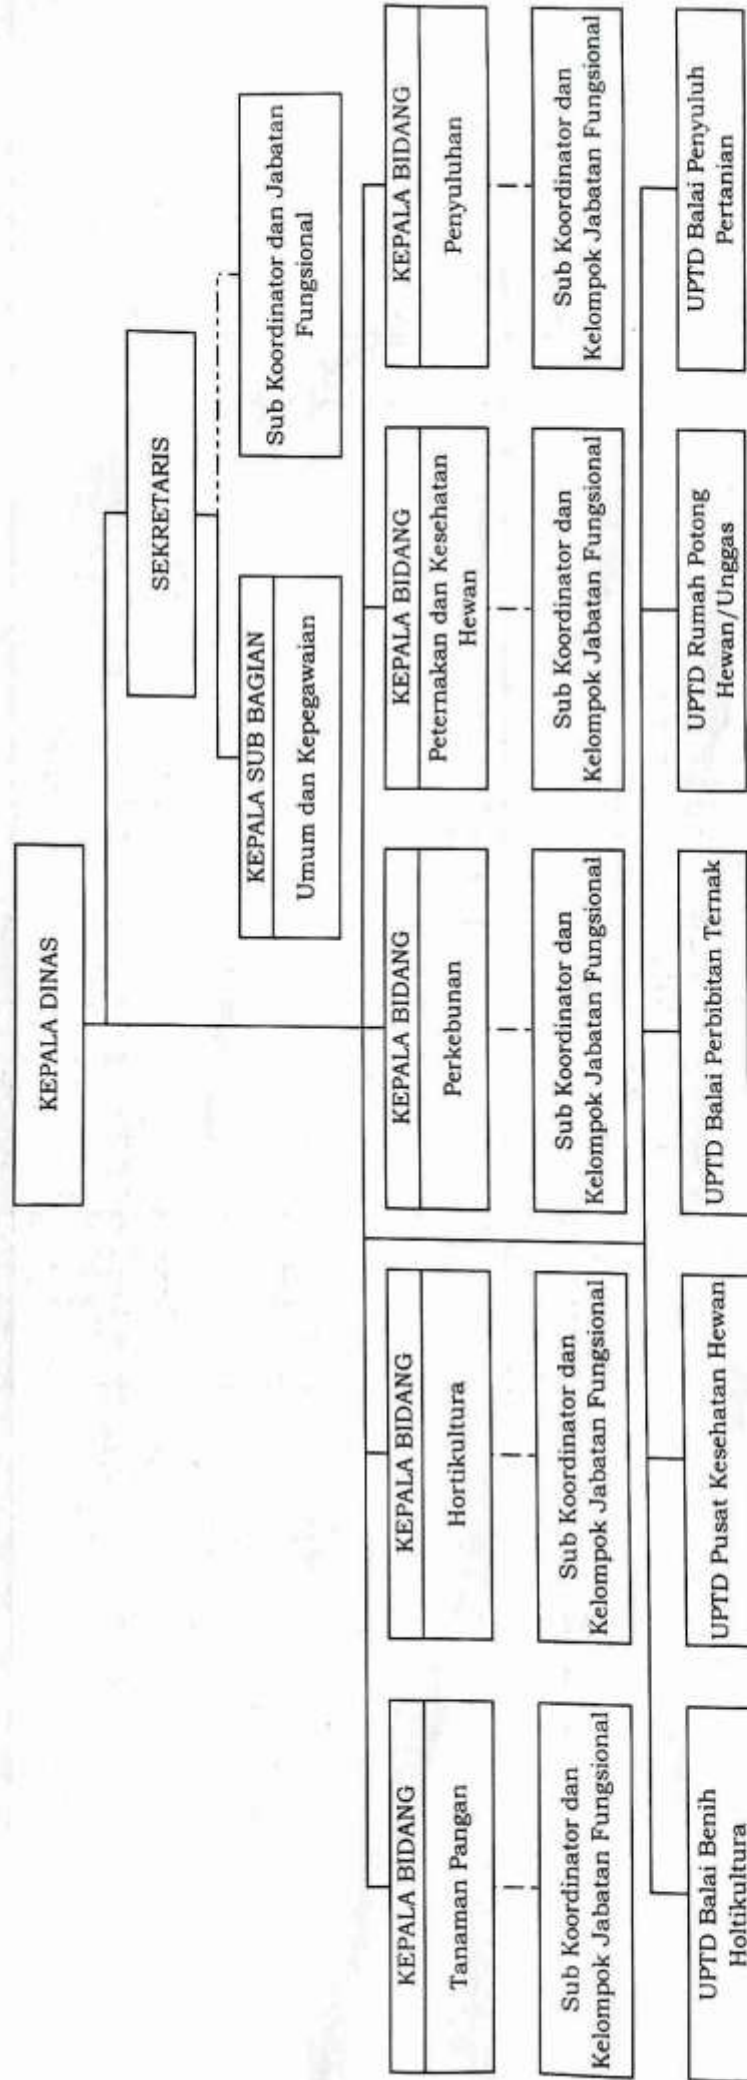 KEPALA DINAS
SEKRETARIS
KEPALA SUB BAGIAN
Umum dan Kepegawaian
Sub Koordinator dan Jabatan
Fungsional
KEPALA BIDANG
Tanaman Pangan
KEPALA BIDANG
Hortikultura
KEPALA BIDANG
Perkebunan
KEPALA BIDANG
Peternakan dan Kesehatan
Hewan
KEPALA BIDANG
Penyuluhan
Sub Koordinator dan
Kelompok Jabatan Fungsional
Sub Koordinator dan
Kelompok Jabatan Fungsional
Sub Koordinator dan
Kelompok Jabatan Fungsional
Sub Koordinator dan
Kelompok Jabatan Fungsional
Sub Koordinator dan
Kelompok Jabatan Fungsional
UPTD Balai Benih
Holtikultura
UPTD Pusat Kesehatan Hewan
UPTD Balai Perbibitan Ternak
UPTD Rumah Potong
Hewan/Unggas
UPTD Balai Penyuluh
Pertanian